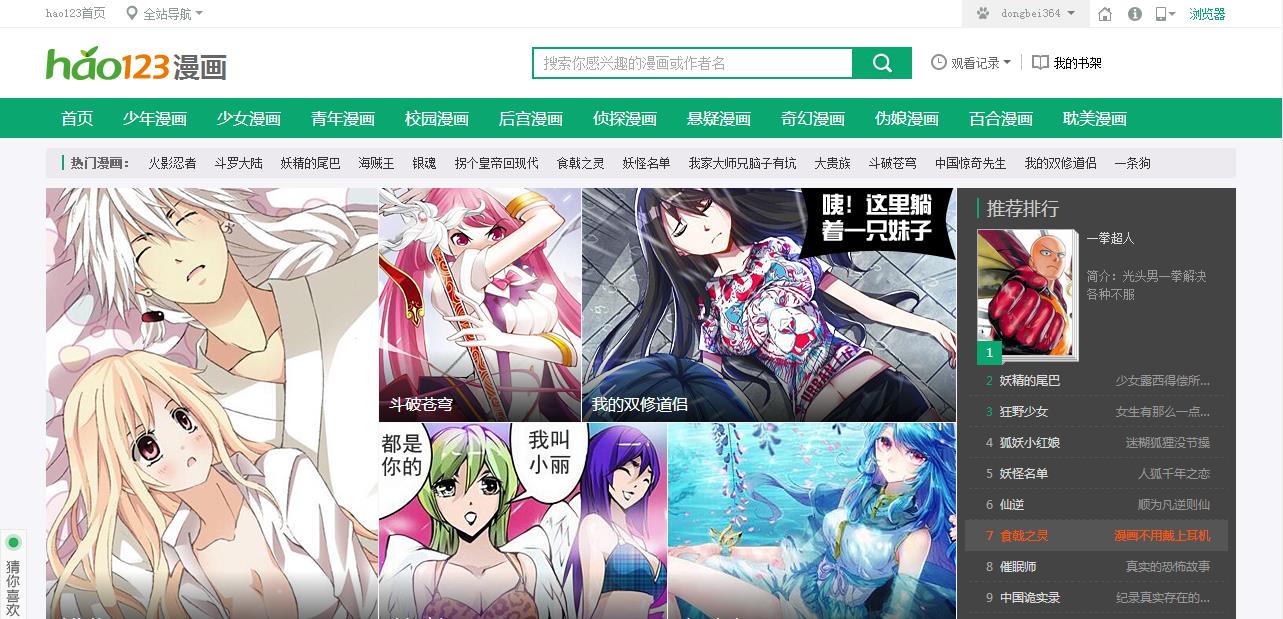 hao123首页 全站导航 dongbei364 浏览器
hao123漫画 搜索你感兴趣的漫画或作者名 观看记录 我的书架
首页 少年漫画 少女漫画 青年漫画 校园漫画 后宫漫画 侦探漫画 悬疑漫画 奇幻漫画 伪娘漫画 百合漫画 耽美漫画
热门漫画: 火影忍者 斗罗大陆 妖精的尾巴 海贼王 银魂 拐个皇帝回现代 食戟之灵 妖怪名单 我家大师兄脑子有坑 大贵族 斗破苍穹 中国惊奇先生 我的双修道侣 一条狗
咦！这里躺
着一只妹子
斗破苍穹
我的双修道侣
都是
你的
我叫
小丽
URBAN
推荐排行
一拳超人
简介：光头男一拳解决
各种不服
1
2 妖精的尾巴 少女露西得偿所...
3 狂野少女 女生有那么一点...
4 狐妖小红娘 迷糊狐狸没节操
5 妖怪名单 人狐千年之恋
6 仙逆 顺为凡逆则仙
7 食戟之灵 漫画不用戴上耳机
8 催眠师 真实的恐怖故事
9 中国诡实录 纪录真实存在的...
猜你喜欢